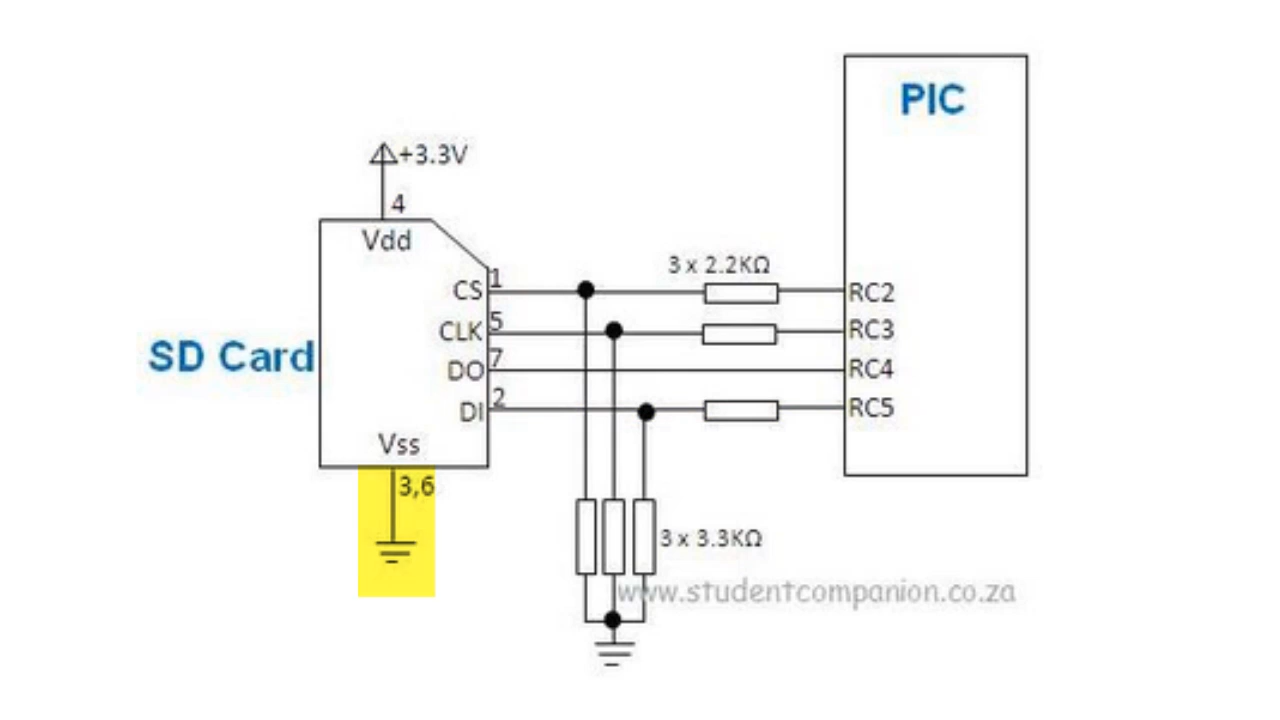 PIC
+3.3V
4
Vdd
3 x 2.2KΩ
CS 1 RC2
CLK 5 RC3
SD Card
DO 7 RC4
DI 2 RC5
Vss
3,6
3 x 3.3KΩ
www.studentcompanion.co.za